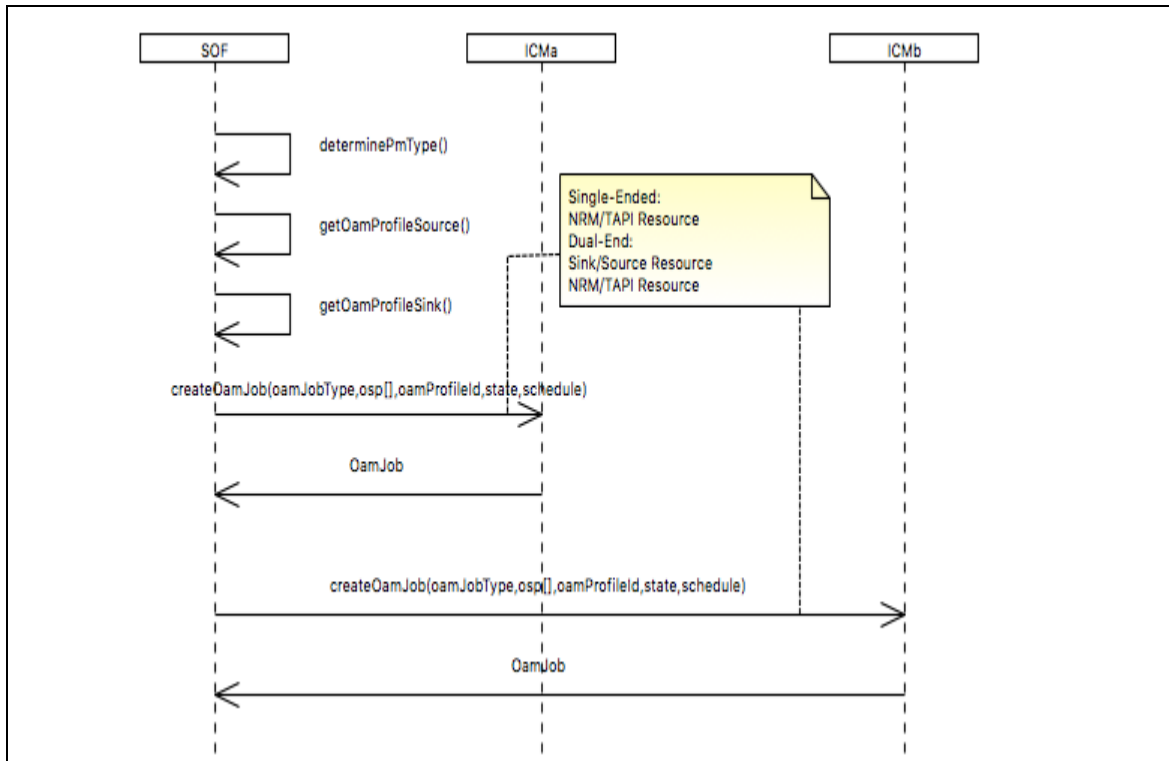 SOF
ICMa
ICMb
determinePmType()
Single-Ended:
NRM/TAPI Resource
Dual-End:
Sink/Source Resource
NRM/TAPI Resource
getOamProfileSource()
getOamProfileSink()
createOamJob(oamJobType,osp[],oamProfileId,state,schedule)
OamJob
createOamJob(oamJobType,osp[],oamProfileId,state,schedule)
OamJob